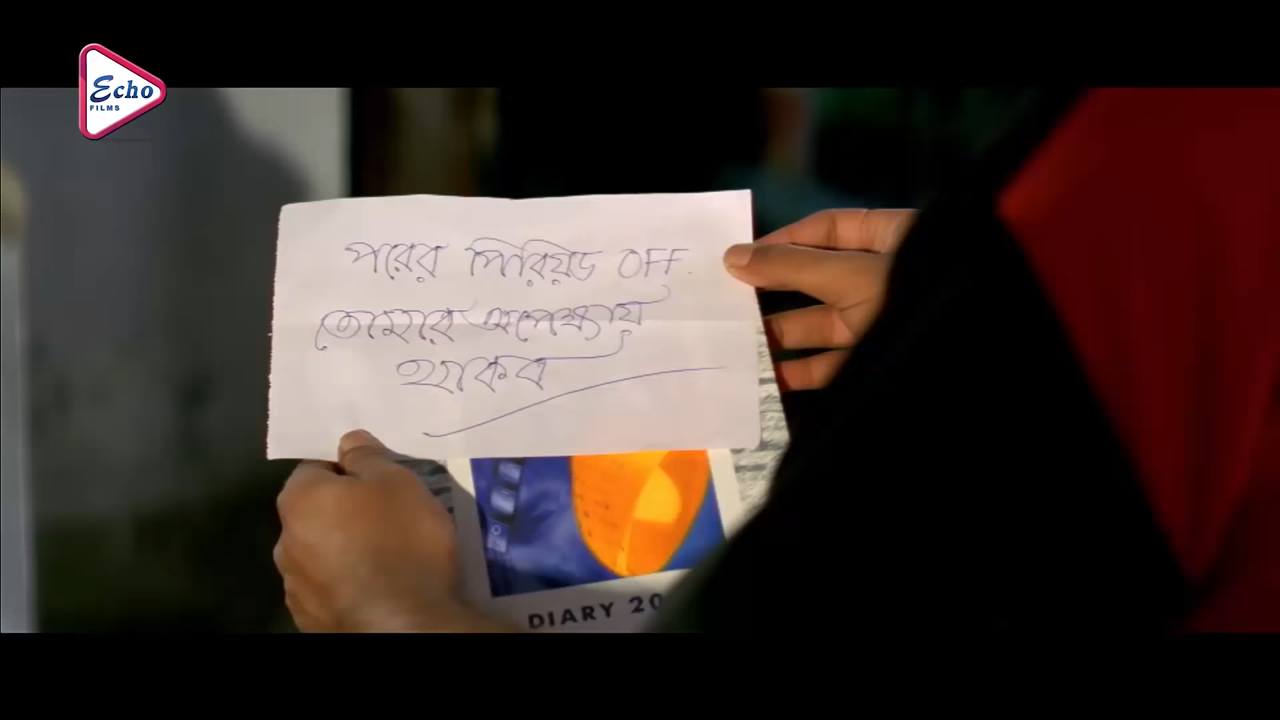 Echo
FILMS
পরের পিরিয়ড OFF.
তোমার অপেক্ষায়
থাকব
DIARY 20